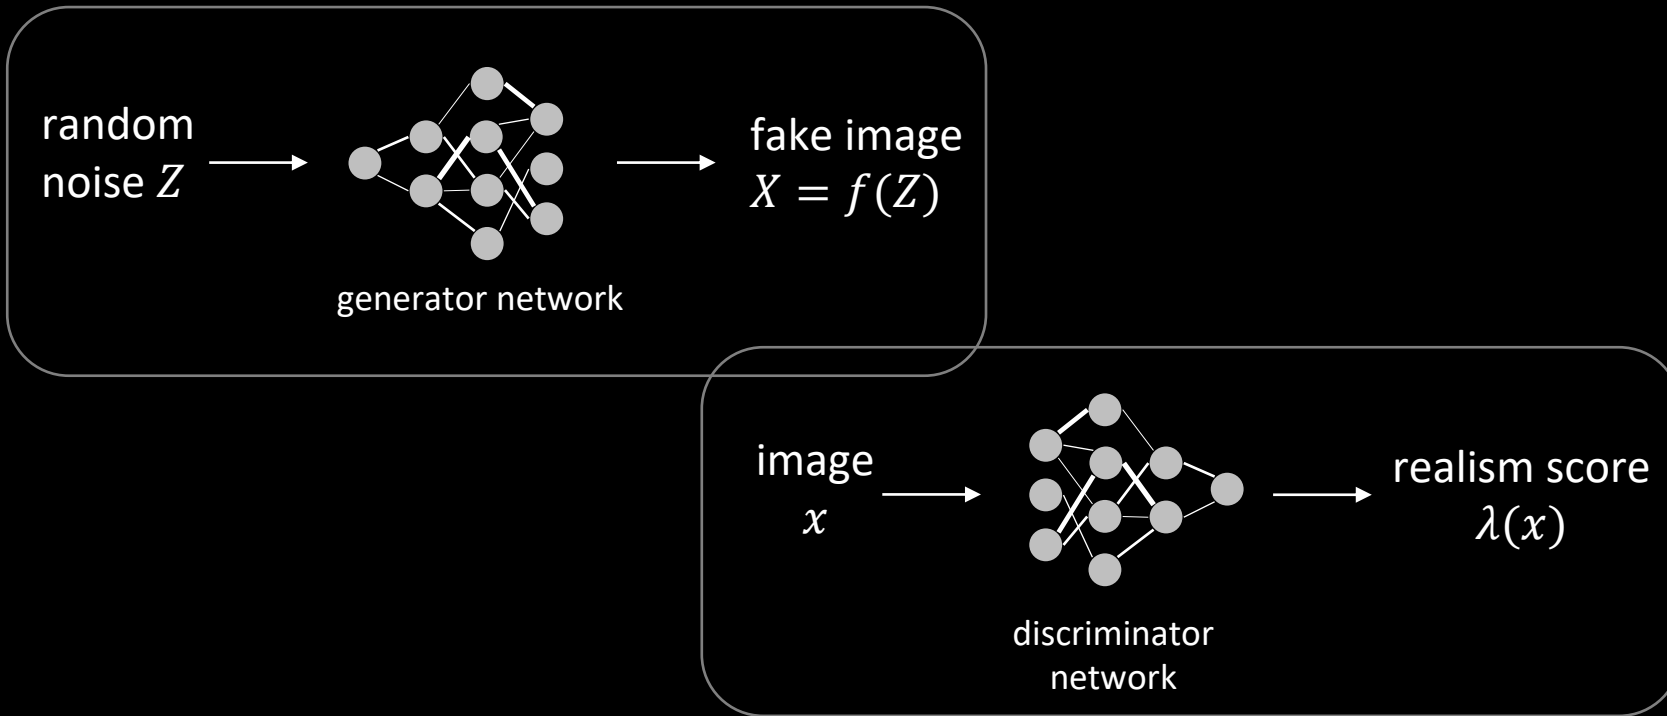 random
noise 𝑍
fake image
𝑋 = 𝑓(𝑍)
generator network
image
𝑥
realism score
𝜆(𝑥)
discriminator
network